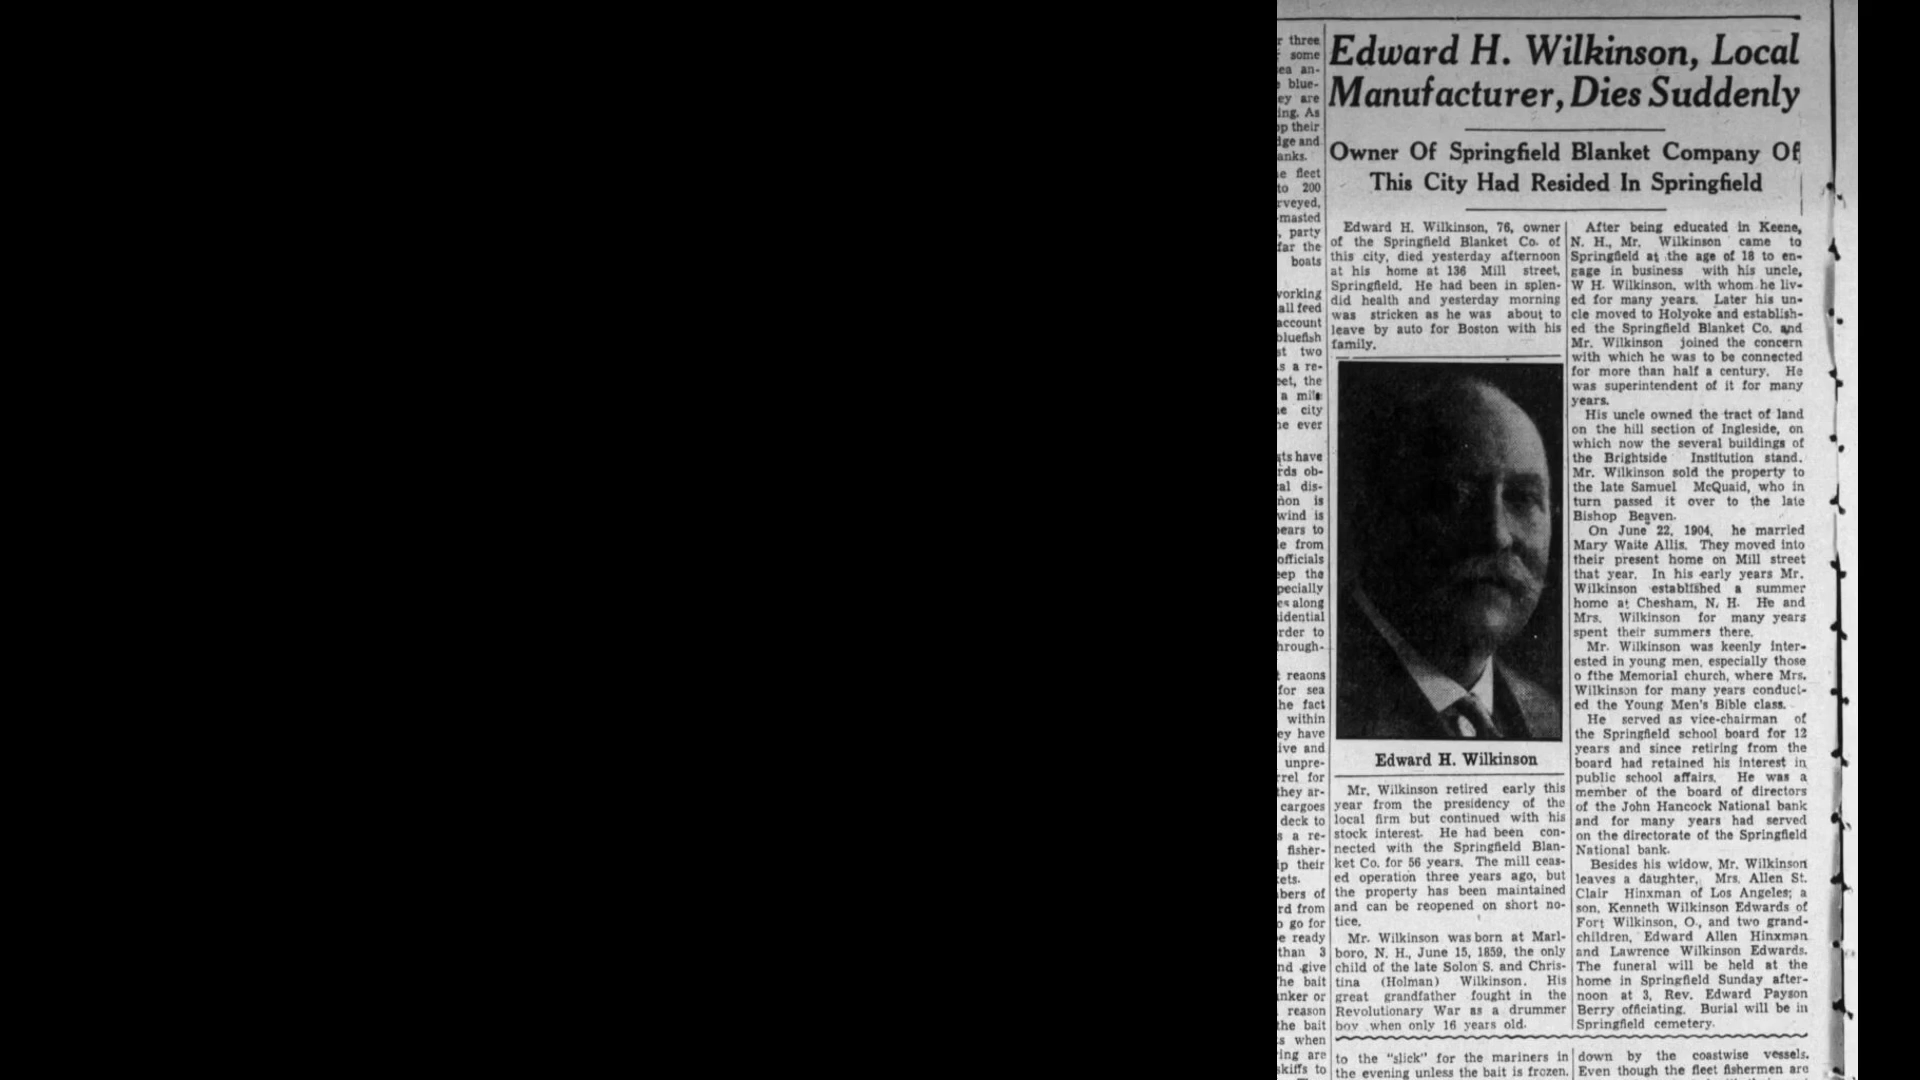 Edward H. Wilkinson, Local
Manufacturer, Dies Suddenly
Owner Of Springfield Blanket Company Of
This City Had Resided In Springfield
Edward H. Wilkinson, 76, owner
of the Springfield Blanket Co. of
this city, died yesterday afternoon
at his home at 136 Mill street,
Springfield. He had been in splen-
did health and yesterday morning
was stricken as he was about to
leave by auto for Boston with his
family.
Edward H. Wilkinson
Mr. Wilkinson retired early this
year from the presidency of the
local firm but continued with his
stock interest. He had been con-
nected with the Springfield Blan-
ket Co. for 56 years. The mill ceas-
ed operation three years ago, but
the property has been maintained
and can be reopened on short no-
tice.
Mr. Wilkinson was born at Marl-
boro, N. H., June 15, 1859, the only
child of the late Solon S. and Chris-
tina (Holman) Wilkinson. His
great grandfather fought in the
Revolutionary War as a drummer
boy when only 16 years old.
After being educated in Keene,
N. H., Mr. Wilkinson came to
Springfield at the age of 18 to en-
gage in business with his uncle,
W H. Wilkinson, with whom he liv-
ed for many years. Later his un-
cle moved to Holyoke and establish-
ed the Springfield Blanket Co. and
Mr. Wilkinson joined the concern
with which he was to be connected
for more than half a century. He
was superintendent of it for many
years.
His uncle owned the tract of land
on the hill section of Ingleside, on
which now the several buildings of
the Brightside Institution stand.
Mr. Wilkinson sold the property to
the late Samuel McQuaid, who in
turn passed it over to the late
Bishop Beaven.
On June 22, 1904, he married
Mary Waite Allis. They moved into
their present home on Mill street
that year. In his early years Mr.
Wilkinson established a summer
home at Chesham, N. H. He and
Mrs. Wilkinson for many years
spent their summers there.
Mr. Wilkinson was keenly inter-
ested in young men, especially those
o fthe Memorial church, where Mrs.
Wilkinson for many years conduct-
ed the Young Men's Bible class.
He served as vice-chairman of
the Springfield school board for 12
years and since retiring from the
board had retained his interest in
public school affairs. He was a
member of the board of directors
of the John Hancock National bank
and for many years had served
on the directorate of the Springfield
National bank.
Besides his widow, Mr. Wilkinson
leaves a daughter, Mrs. Allen St.
Clair Hinxman of Los Angeles; a
son, Kenneth Wilkinson Edwards of
Fort Wilkinson, O., and two grand-
children, Edward Allen Hinxman
and Lawrence Wilkinson Edwards.
The funeral will be held at the
home in Springfield Sunday after-
noon at 3, Rev. Edward Payson
Berry officiating. Burial will be in
Springfield cemetery.
to the "slick" for the mariners in
the evening unless the bait is frozen.
down by the coastwise vessels.
Even though the fleet fishermen are